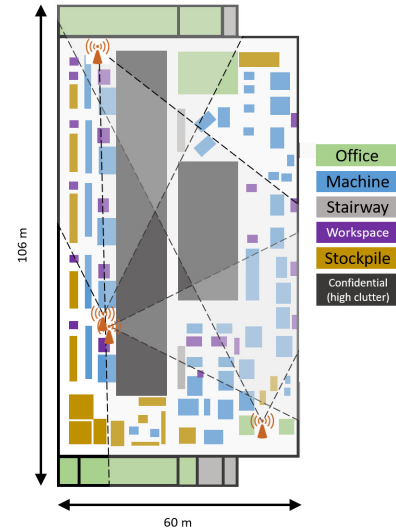 106 m
Office
Machine
Stairway
Workspace
Stockpile
Confidential
(high clutter)
60 m